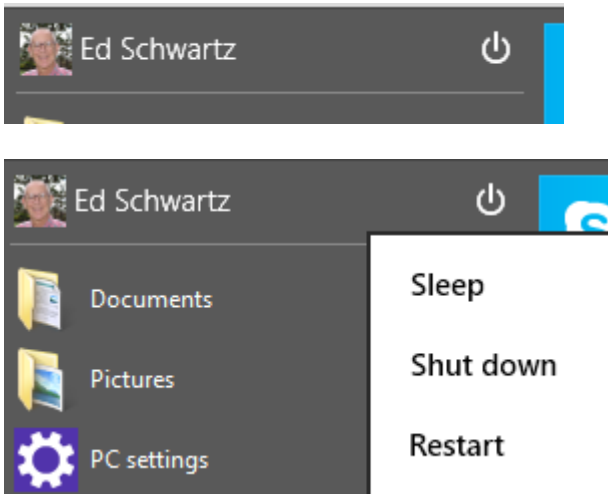 Ed Schwartz
Ed Schwartz
Documents
Sleep
Pictures
Shut down
PC settings
Restart